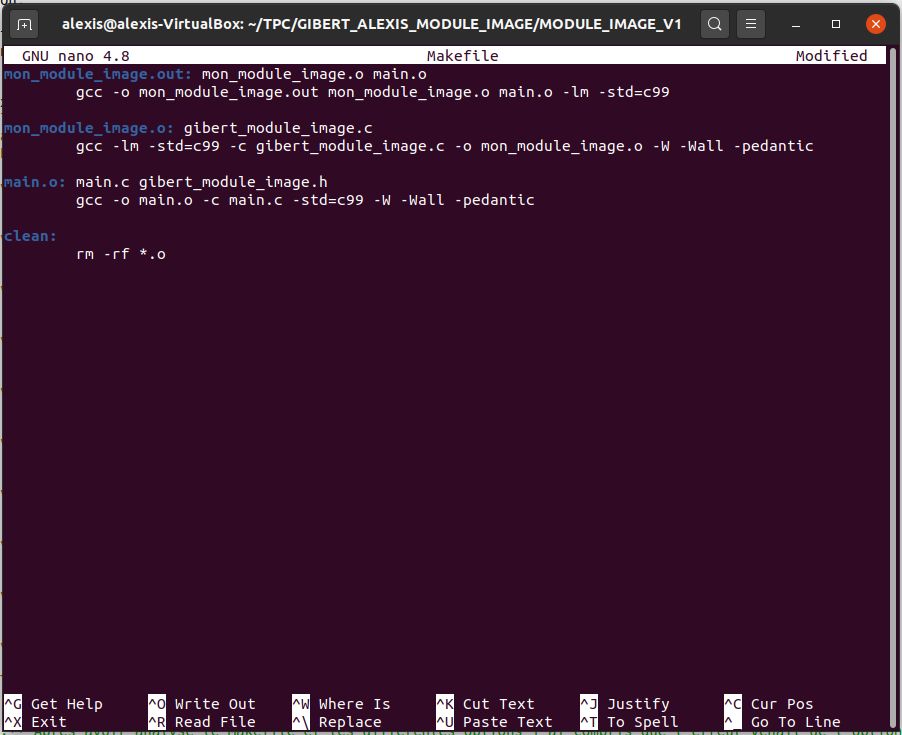 alexis@alexis-VirtualBox: ~/TPC/GIBERT_ALEXIS_MODULE_IMAGE/MODULE_IMAGE_V1
GNU nano 4.8 Makefile Modified
mon_module_image.out: mon_module_image.o main.o
gcc -o mon_module_image.out mon_module_image.o main.o -lm -std=c99
mon_module_image.o: gibert_module_image.c
gcc -lm -std=c99 -c gibert_module_image.c -o mon_module_image.o -W -Wall -pedantic
main.o: main.c gibert_module_image.h
gcc -o main.o -c main.c -std=c99 -W -Wall -pedantic
clean:
rm -rf *.o
^G Get Help ^O Write Out ^W Where Is ^K Cut Text ^J Justify ^C Cur Pos
^X Exit ^R Read File ^\ Replace ^U Paste Text ^T To Spell ^_ Go To Line